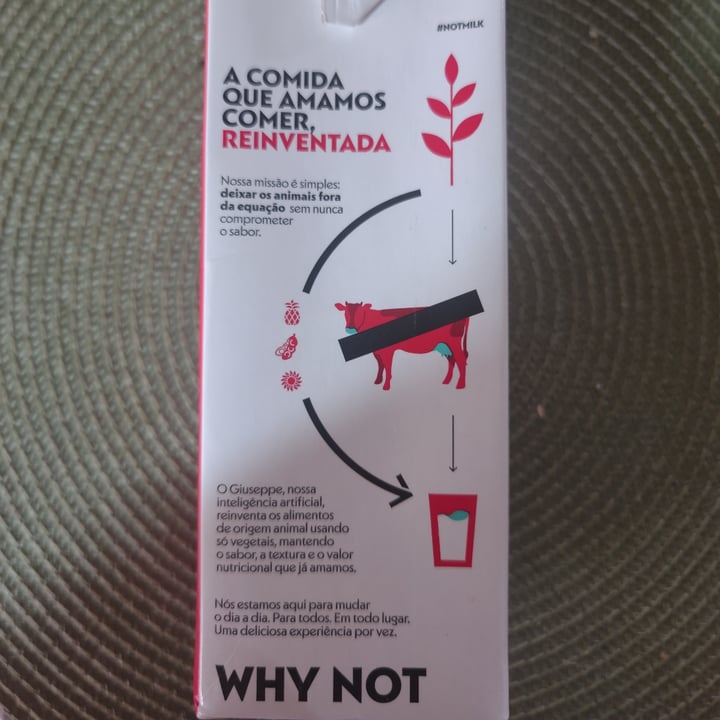 #NOTMILK
A COMIDA
QUE AMAMOS
COMER,
REINVENTADA
Nossa missão é simples:
deixar os animais fora
da equação sem nunca
comprometer
o sabor.
O Giuseppe, nossa
inteligência artificial,
reinventa os alimentos
de origem animal usando
só vegetais, mantendo
o sabor, a textura e o valor
nutricional que já amamos.
Nós estamos aqui para mudar
o dia a dia. Para todos. Em todo lugar.
Uma deliciosa experiência por vez.
WHY NOT